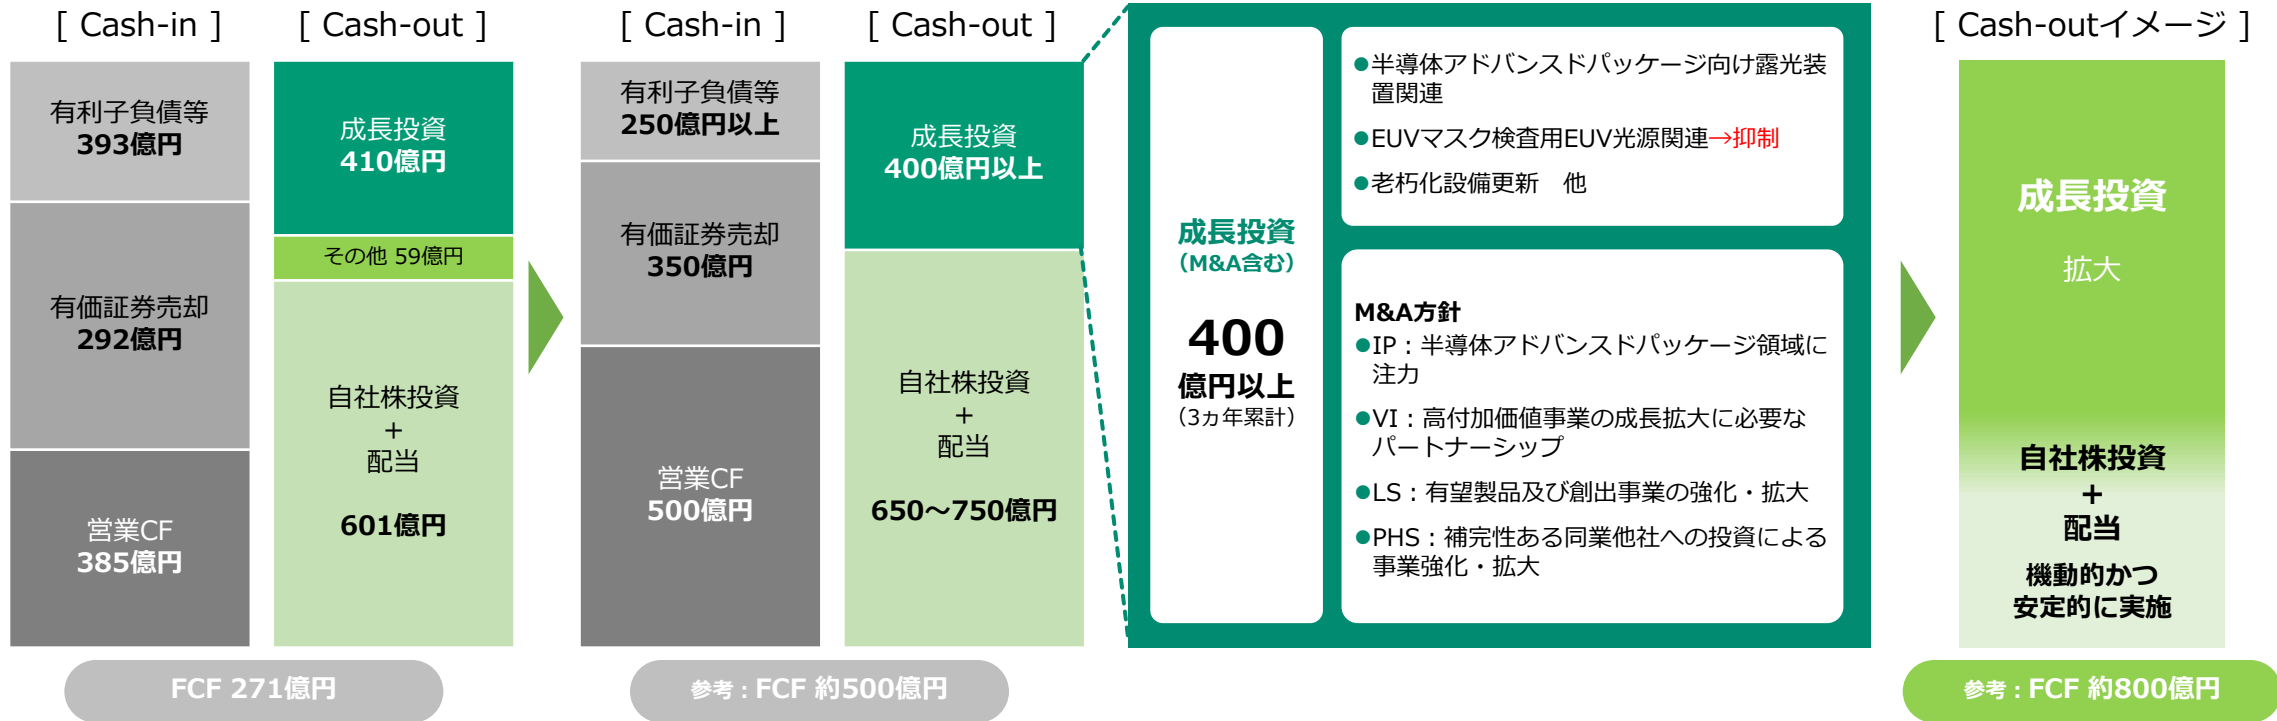 [ Cash-in ]
有利子負債等
393億円
有価証券売却
292億円
営業CF
385億円
[ Cash-out ]
成長投資
410億円
その他 59億円
自社株投資
+
配当
601億円
FCF 271億円
[ Cash-in ]
有利子負債等
250億円以上
有価証券売却
350億円
営業CF
500億円
[ Cash-out ]
成長投資
400億円以上
自社株投資
+
配当
650～750億円
参考：FCF 約500億円
成長投資
（M&A含む）
400
億円以上
（3ヵ年累計）
●半導体アドバンスドパッケージ向け露光装
置関連
●EUVマスク検査用EUV光源関連→抑制
●老朽化設備更新　他
M&A方針
●IP：半導体アドバンスドパッケージ領域に
注力
●VI：高付加価値事業の成長拡大に必要な
パートナーシップ
●LS：有望製品及び創出事業の強化・拡大
●PHS：補完性ある同業他社への投資による
事業強化・拡大
[ Cash-outイメージ ]
成長投資
拡大
自社株投資
+
配当
機動的かつ
安定的に実施
参考：FCF 約800億円